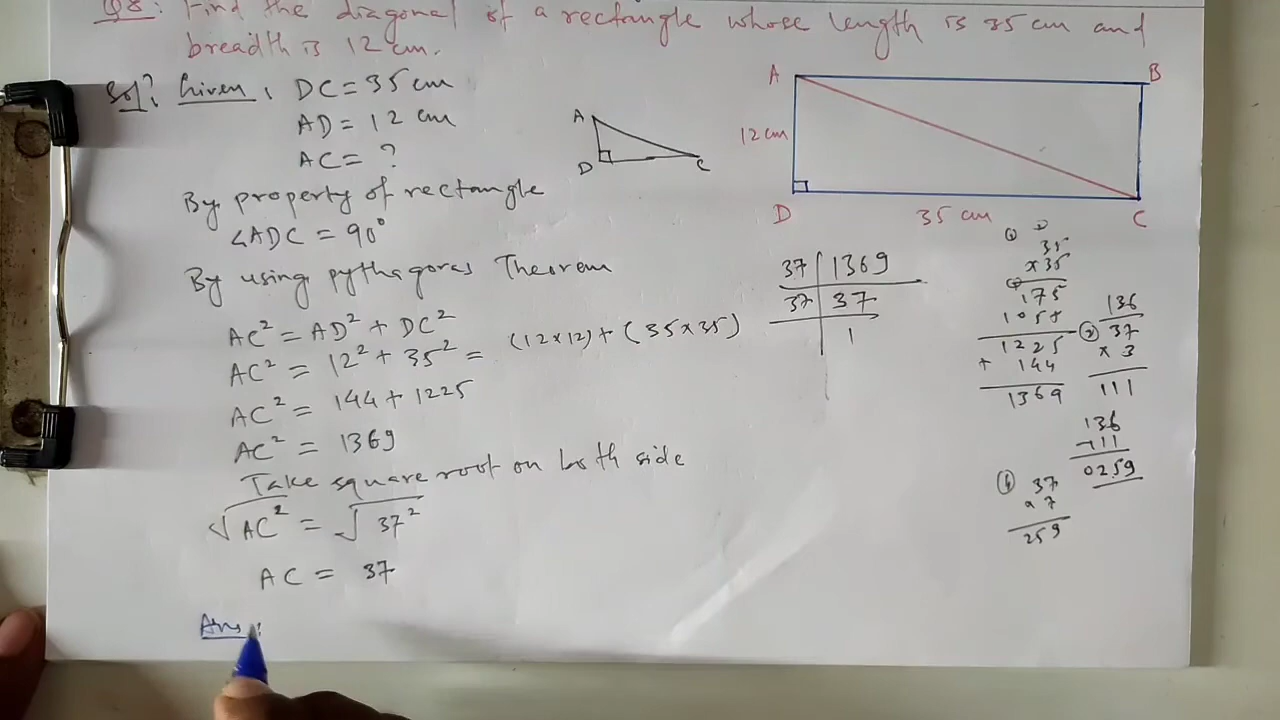 Q8: Find the diagonal of a rectangle whose length is 35 cm and
breadth is 12 cm.
Sol?: Given, DC = 35 cm
AD = 12 cm
AC = ?
By property of rectangle
∠ADC = 90°
By using pythagoras Theorem
AC² = AD² + DC²
AC² = 12² + 35² = (12×12) + (35×35)
AC² = 144 + 1225
AC² = 1369
Take square root on both side
√AC² = √37²
AC = 37
Ans:
A
D
C
A
B
12 cm
D
35 cm
C
37 1369
37 37
1
35
×35
175
1225
+ 144
1369
136
37
× 3
111
136
111
0259
37
× 7
259